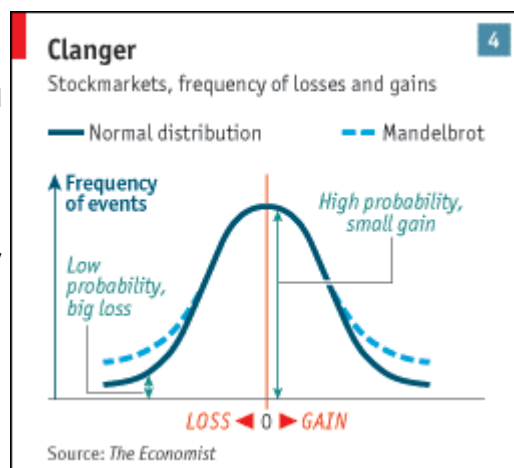 4
Clanger
Stockmarkets, frequency of losses and gains
Normal distribution
Mandelbrot
Frequency
of events
High probability,
small gain
Low
probability,
big loss
LOSS ◀ 0 ▶ GAIN
Source: The Economist